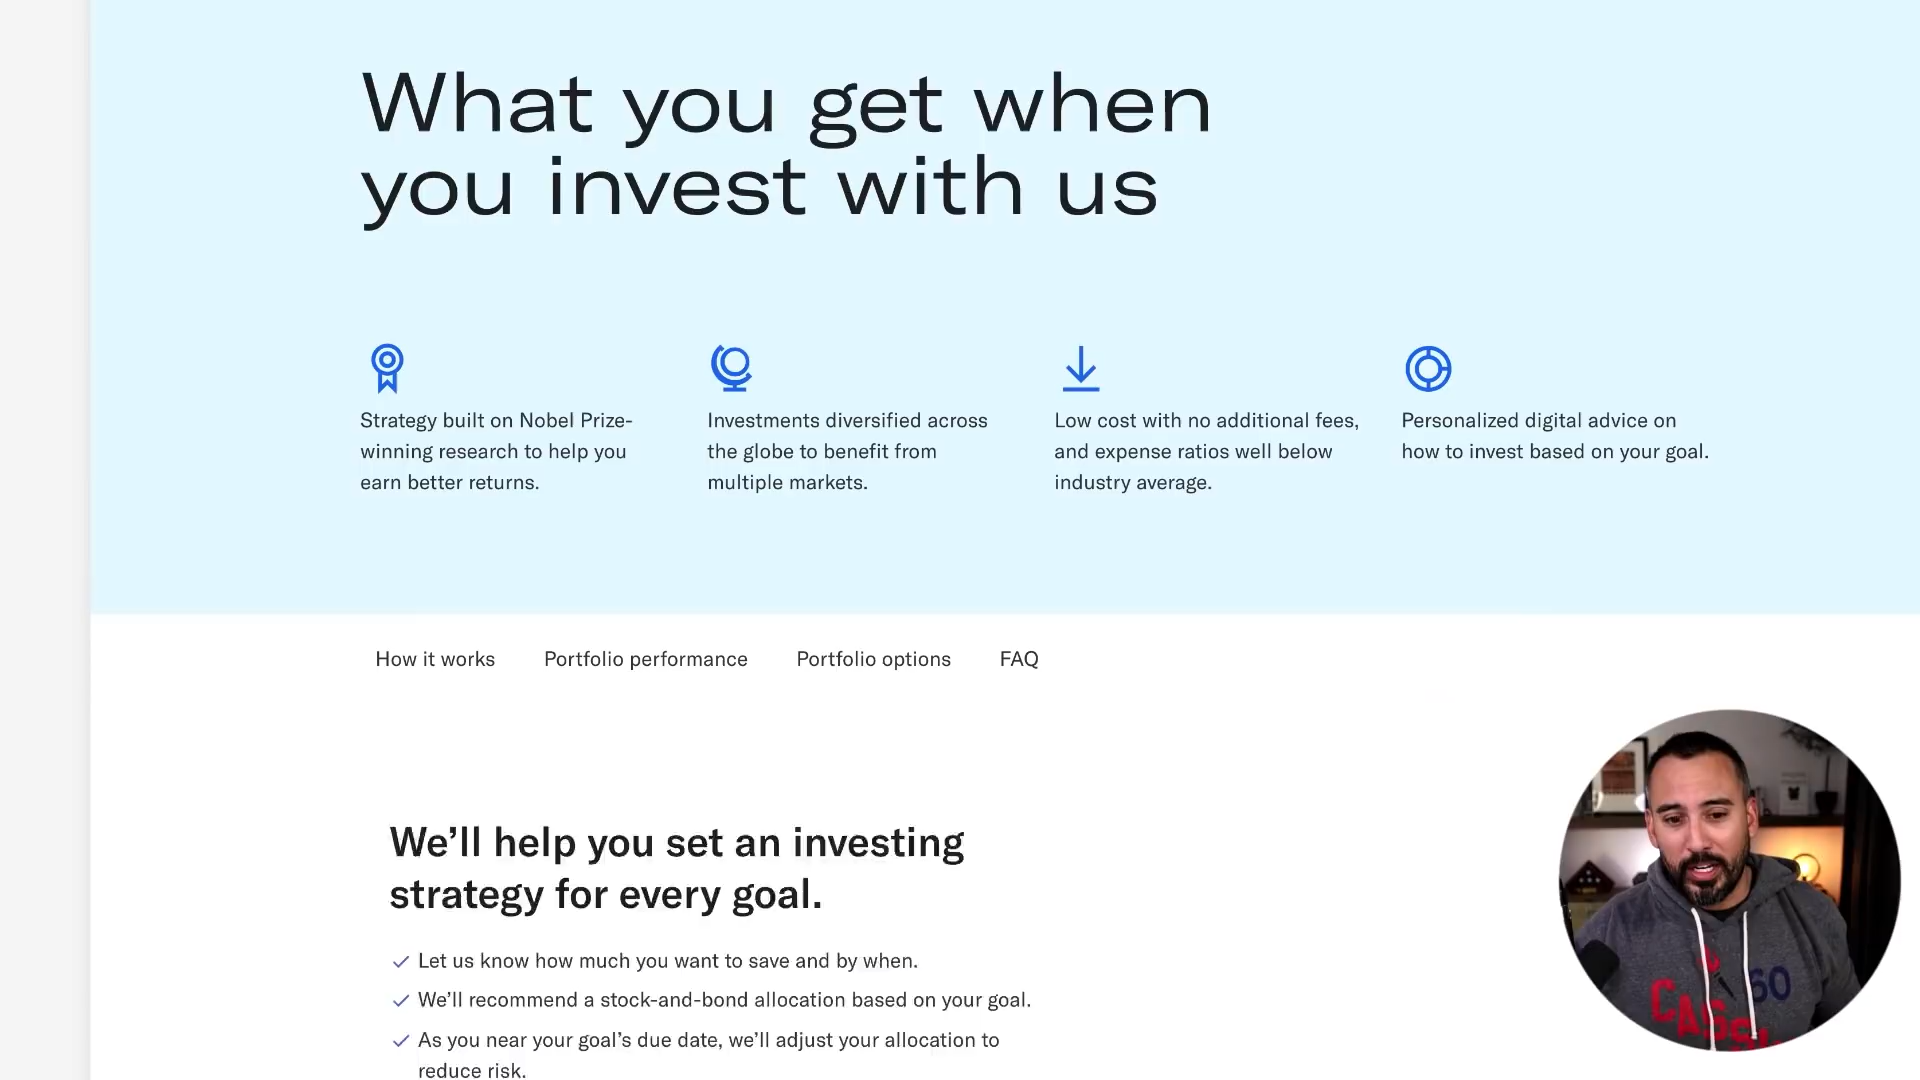 What you get when
you invest with us
Strategy built on Nobel Prize-
winning research to help you
earn better returns.
Investments diversified across
the globe to benefit from
multiple markets.
Low cost with no additional fees,
and expense ratios well below
industry average.
Personalized digital advice on
how to invest based on your goal.
How it works
Portfolio performance
Portfolio options
FAQ
We’ll help you set an investing
strategy for every goal.
Let us know how much you want to save and by when.
We’ll recommend a stock-and-bond allocation based on your goal.
As you near your goal’s due date, we’ll adjust your allocation to
reduce risk.
60